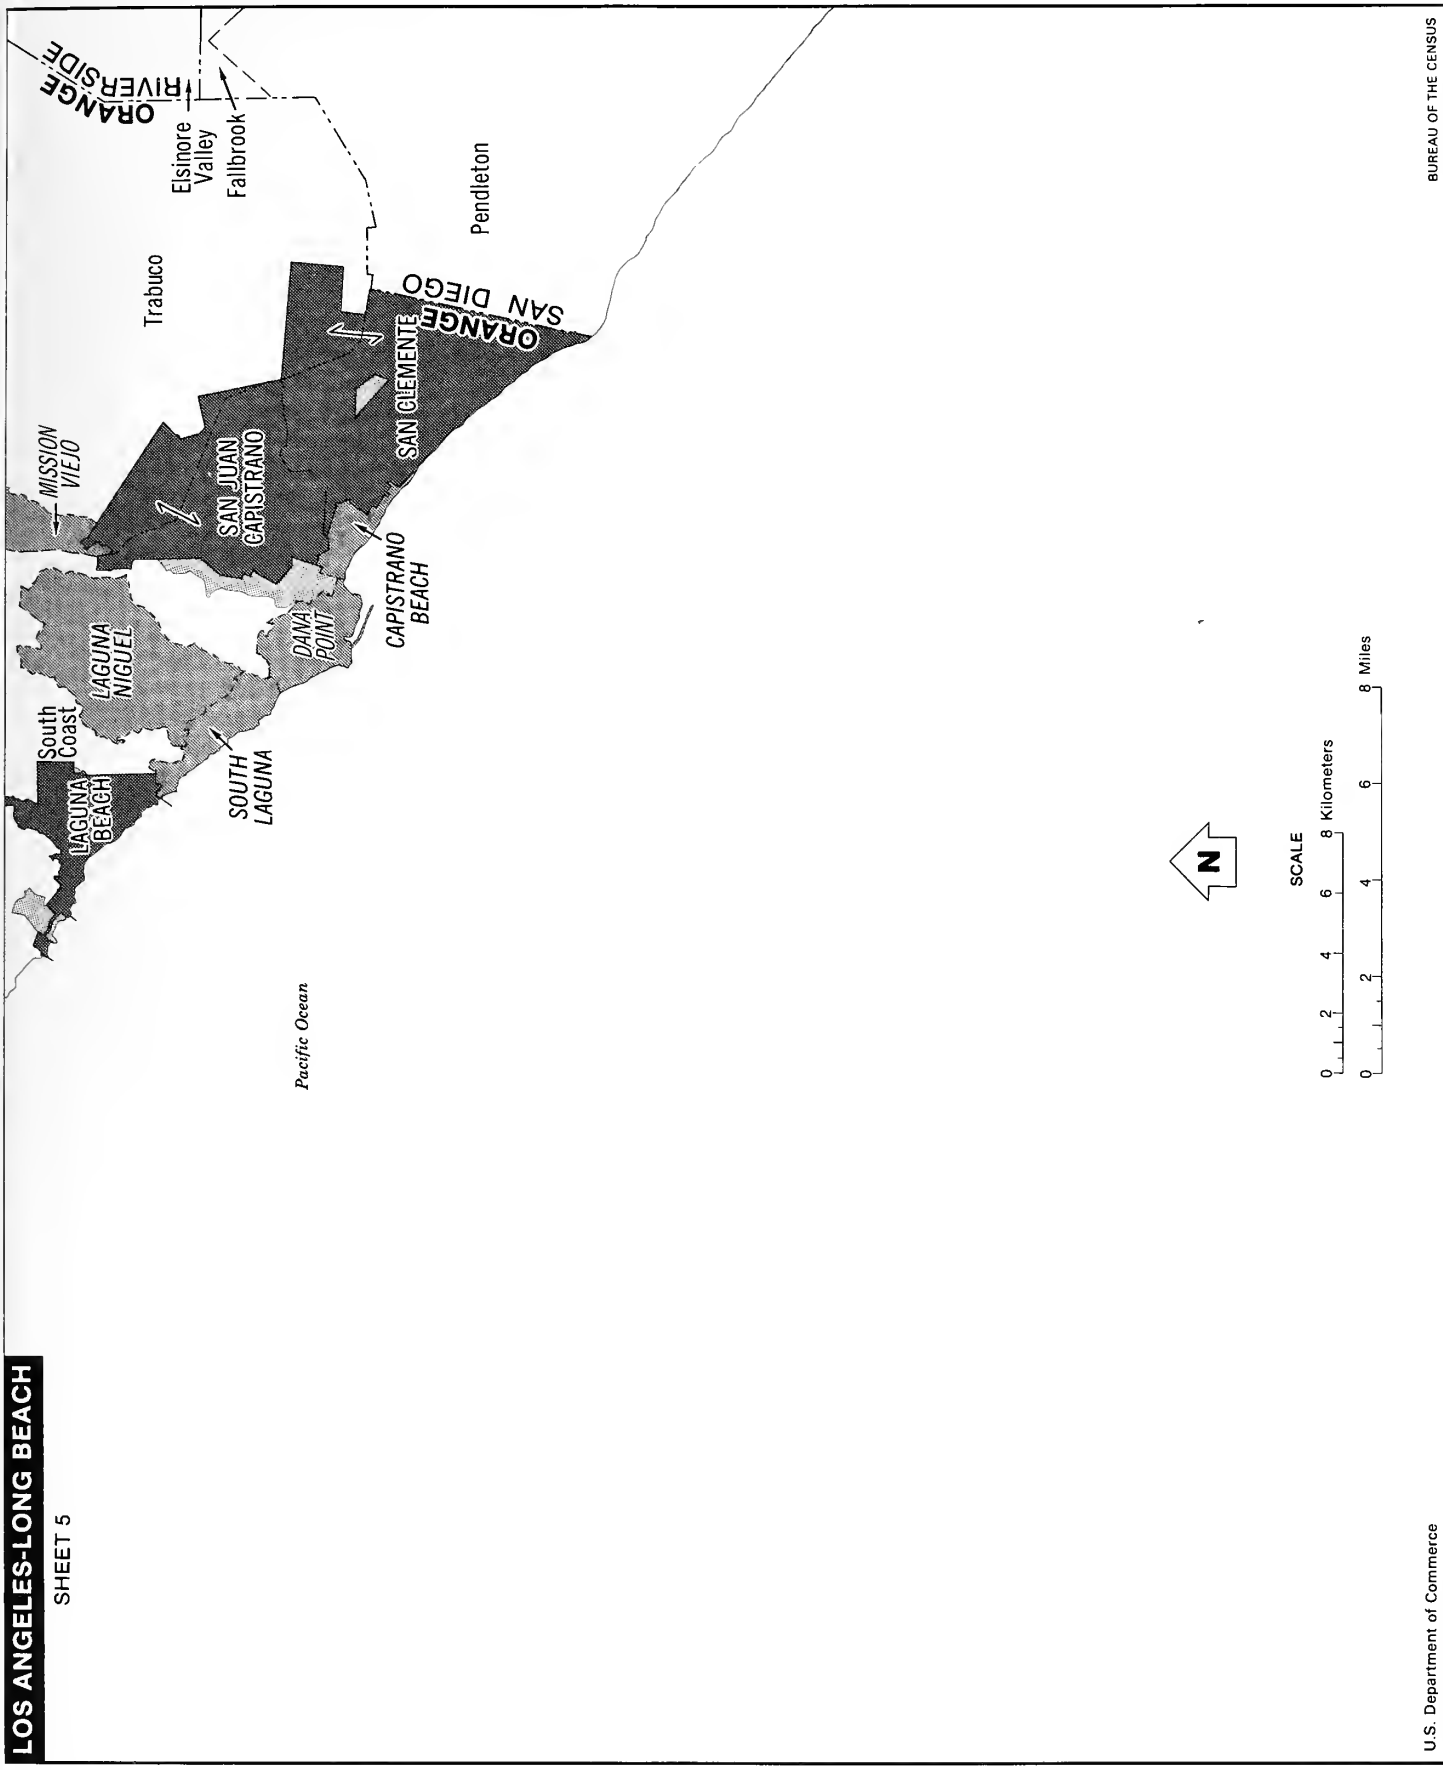 LOS ANGELES-LONG BEACH
SHEET 5
South
Coast
LAGUNA
BEACH
LAGUNA
NIGUEL
MISSION
VIEJO
ORANGE
RIVERSIDE
Elsinore
Valley
Fallbrook
Trabuco
SOUTH
LAGUNA
DANA
POINT
SAN JUAN
CAPISTRANO
CAPISTRANO
BEACH
SAN CLEMENTE
ORANGE
SAN DIEGO
Pendleton
Pacific Ocean
N
SCALE
0 2 4 6 8 Kilometers
0 2 4 6 8 Miles
U.S. Department of Commerce
BUREAU OF THE CENSUS